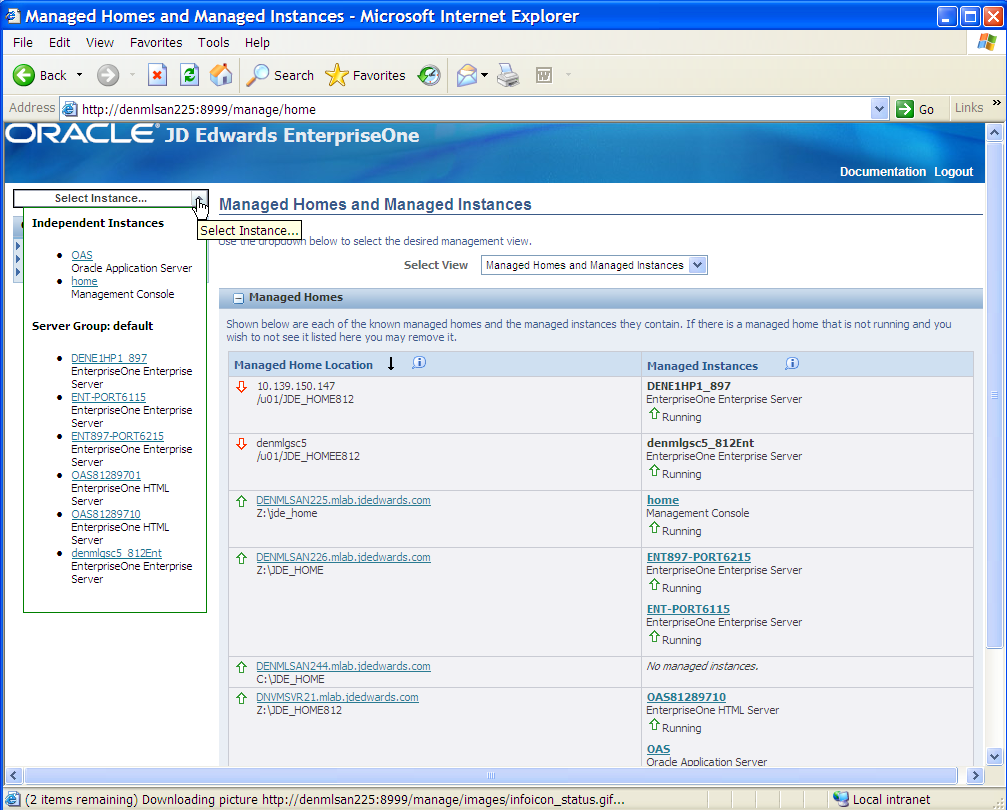 Managed Homes and Managed Instances - Microsoft Internet Explorer
File Edit View Favorites Tools Help
Back Search Favorites
Address http://denmlsan225:8999/manage/home Go Links »
ORACLE® JD Edwards EnterpriseOne
Documentation Logout
Select Instance...
Select Instance...
Independent Instances
OAS
Oracle Application Server
home
Management Console
Server Group: default
DENE1HP1_897
EnterpriseOne Enterprise
Server
ENT-PORT6115
EnterpriseOne Enterprise
Server
ENT897-PORT6215
EnterpriseOne Enterprise
Server
OAS81289701
EnterpriseOne HTML
Server
OAS81289710
EnterpriseOne HTML
Server
denmlgsc5_812Ent
EnterpriseOne Enterprise
Server
Managed Homes and Managed Instances
Use the dropdown below to select the desired management view.
Select View Managed Homes and Managed Instances
Managed Homes
Shown below are each of the known managed homes and the managed instances they contain. If there is a managed home that is not running and you
wish to not see it listed here you may remove it.
Managed Home Location Managed Instances
10.139.150.147
/u01/JDE_HOME812
DENE1HP1_897
EnterpriseOne Enterprise Server
Running
denmlgsc5
/u01/JDE_HOMEE812
denmlgsc5_812Ent
EnterpriseOne Enterprise Server
Running
DENMLSAN225.mlab.jdedwards.com
Z:\jde_home
home
Management Console
Running
DENMLSAN226.mlab.jdedwards.com
Z:\JDE_HOME
ENT897-PORT6215
EnterpriseOne Enterprise Server
Running
ENT-PORT6115
EnterpriseOne Enterprise Server
Running
DENMLSAN244.mlab.jdedwards.com
C:\JDE_HOME
No managed instances.
DNVMSVR21.mlab.jdedwards.com
Z:\JDE_HOME812
OAS81289710
EnterpriseOne HTML Server
Running
OAS
Oracle Application Server
(2 items remaining) Downloading picture http://denmlsan225:8999/manage/images/infoicon_status.gif... Local intranet